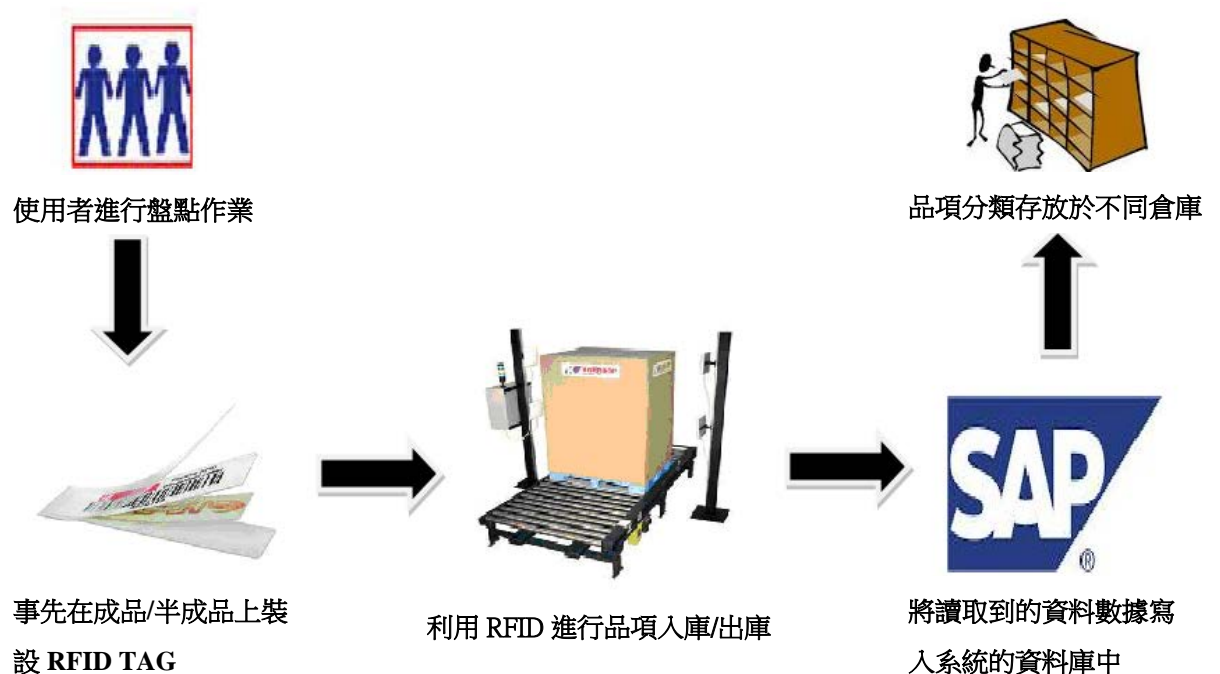 使用者進行盤點作業
品項分類存放於不同倉庫
SAP
®
事先在成品/半成品上裝
設 RFID TAG
利用 RFID 進行品項入庫/出庫
將讀取到的資料數據寫
入系統的資料庫中